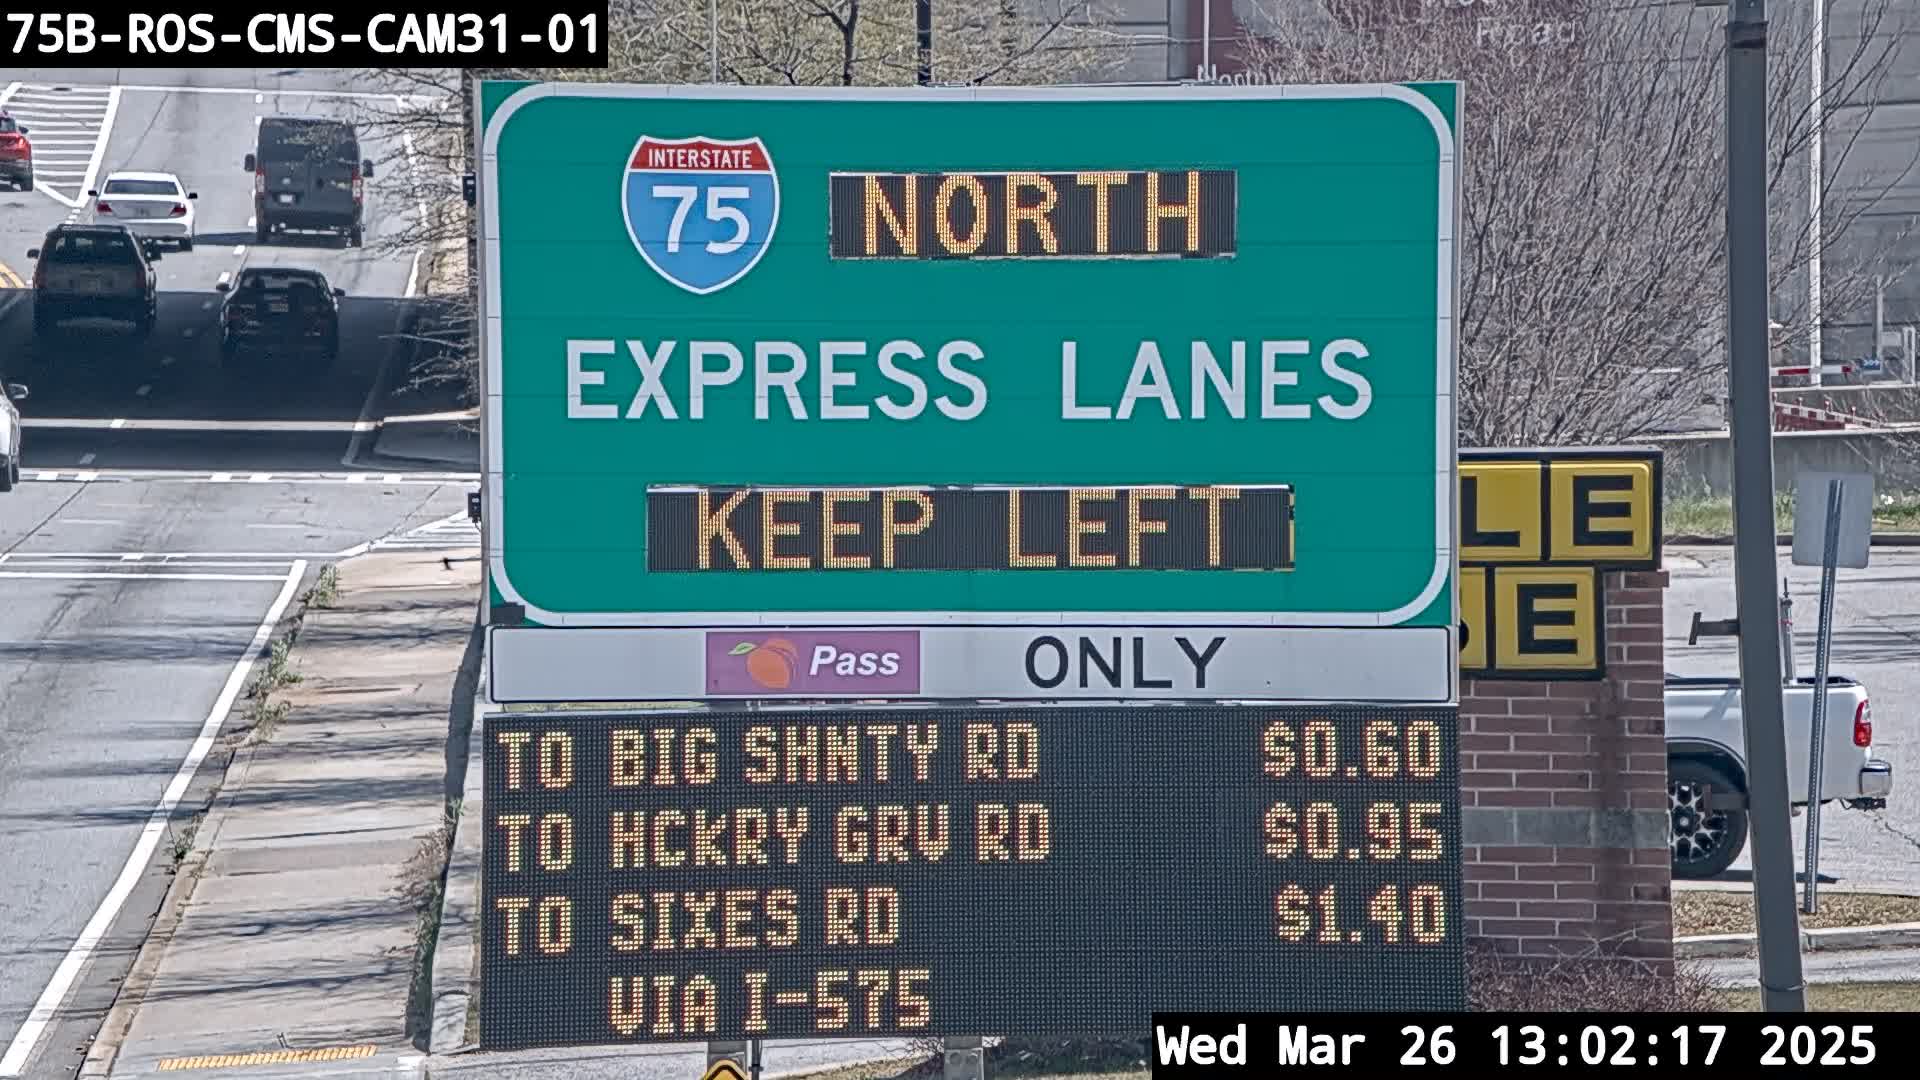 75B-ROS-CMS-CAM31-01
INTERSTATE
75
NORTH
EXPRESS LANES
KEEP LEFT
Pass ONLY
TO BIG SHNTY RD $0.60
TO HCKRY GRV RD $0.95
TO SIXES RD $1.40
VIA I-575
LE
E
Wed Mar 26 13:02:17 2025